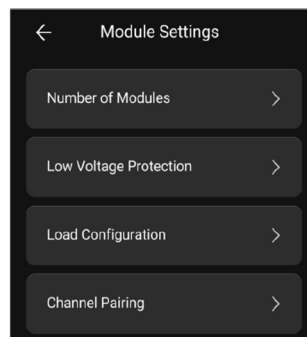 Module Settings
Number of Modules
Low Voltage Protection
Load Configuration
Channel Pairing